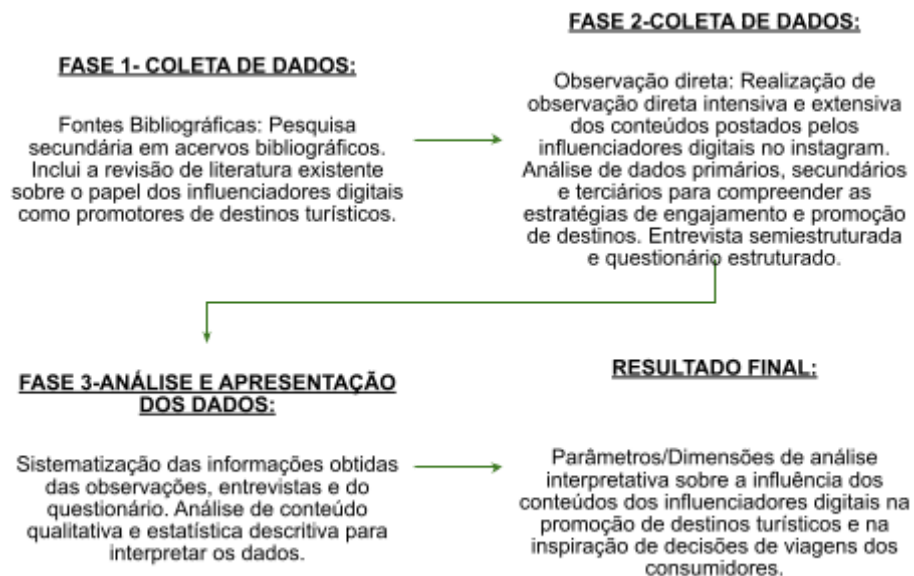 FASE 1- COLETA DE DADOS:
Fontes Bibliográficas: Pesquisa
secundária em acervos bibliográficos.
Inclui a revisão de literatura existente
sobre o papel dos influenciadores digitais
como promotores de destinos turísticos.
FASE 2-COLETA DE DADOS:
Observação direta: Realização de
observação direta intensiva e extensiva
dos conteúdos postados pelos
influenciadores digitais no instagram.
Análise de dados primários, secundários
e terciários para compreender as
estratégias de engajamento e promoção
de destinos. Entrevista semiestruturada
e questionário estruturado.
FASE 3-ANÁLISE E APRESENTAÇÃO
DOS DADOS:
Sistematização das informações obtidas
das observações, entrevistas e do
questionário. Análise de conteúdo
qualitativa e estatística descritiva para
interpretar os dados.
RESULTADO FINAL:
Parâmetros/Dimensões de análise
interpretativa sobre a influência dos
conteúdos dos influenciadores digitais na
promoção de destinos turísticos e na
inspiração de decisões de viagens dos
consumidores.